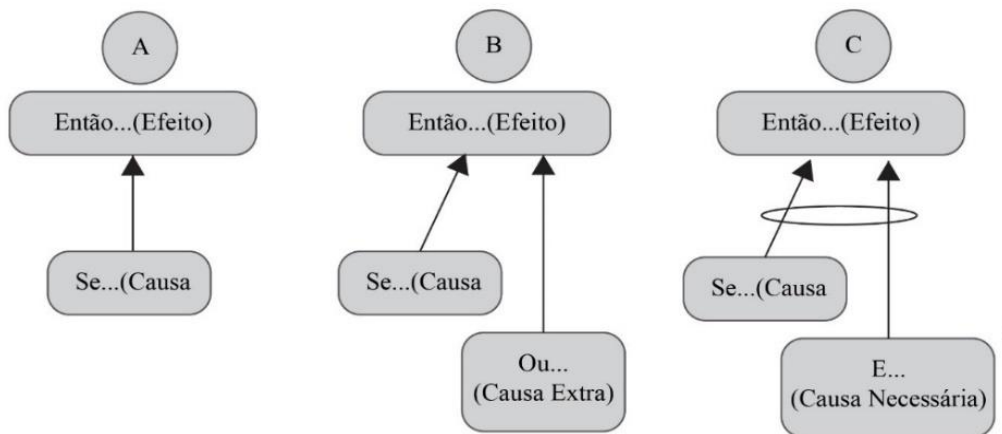 A
Então...(Efeito)
Se...(Causa
B
Então...(Efeito)
Se...(Causa
Ou...
(Causa Extra)
C
Então...(Efeito)
Se...(Causa
E...
(Causa Necessária)